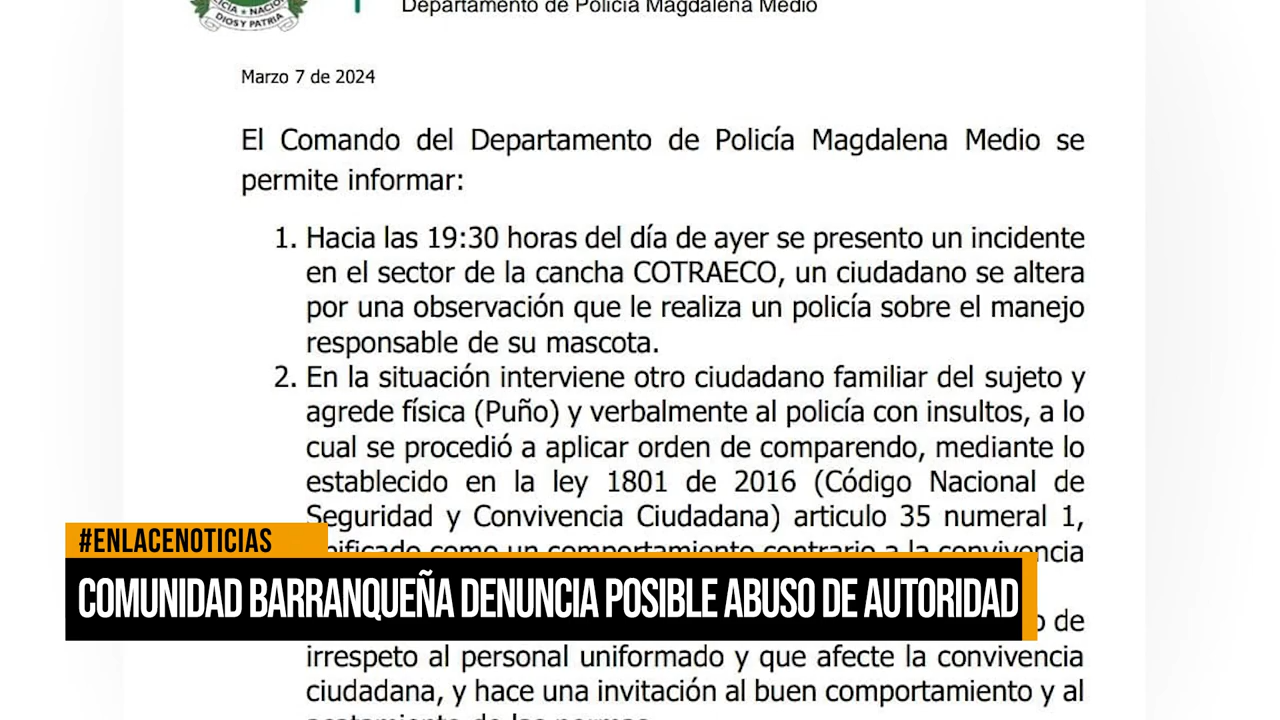 DIOS Y PATRIA
Departamento de Policía Magdalena Medio
Marzo 7 de 2024
El Comando del Departamento de Policía Magdalena Medio se
permite informar:
1. Hacia las 19:30 horas del día de ayer se presento un incidente
en el sector de la cancha COTRAECO, un ciudadano se altera
por una observación que le realiza un policía sobre el manejo
responsable de su mascota.
2. En la situación interviene otro ciudadano familiar del sujeto y
agrede física (Puño) y verbalmente al policía con insultos, a lo
cual se procedió a aplicar orden de comparendo, mediante lo
establecido en la ley 1801 de 2016 (Código Nacional de
Seguridad y Convivencia Ciudadana) articulo 35 numeral 1,
como un comportamiento contrario a la convivencia
#ENLACENOTICIAS
COMUNIDAD BARRANQUEÑA DENUNCIA POSIBLE ABUSO DE AUTORIDAD
de
irrespeto al personal uniformado y que afecte la convivencia
ciudadana, y hace una invitación al buen comportamiento y al